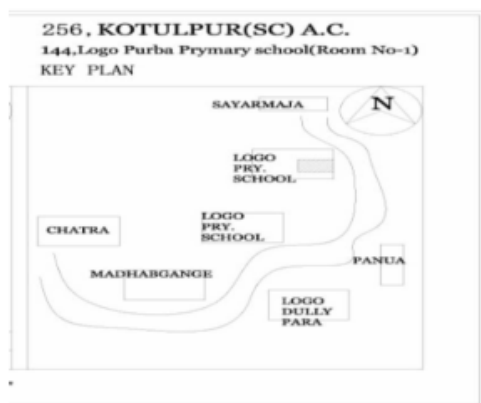 256, KOTULPUR(SC) A.C.
144,Logo Purba Prymary school(Room No-1)
KEY PLAN
SAYARMAJA
N
LOGO
PRY.
SCHOOL
LOGO
PRY.
SCHOOL
CHATRA
PANUA
MADHABGANGE
LOGO
DULLY
PARA